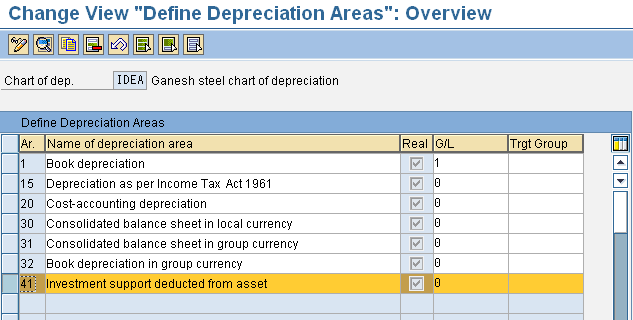 Change View "Define Depreciation Areas": Overview
Chart of dep. IDEA Ganesh steel chart of depreciation
Define Depreciation Areas
Ar. Name of depreciation area Real G/L Trgt Group
1 Book depreciation 1
15 Depreciation as per Income Tax Act 1961 0
20 Cost-accounting depreciation 0
30 Consolidated balance sheet in local currency 0
31 Consolidated balance sheet in group currency 0
32 Book depreciation in group currency 0
41 Investment support deducted from asset 0